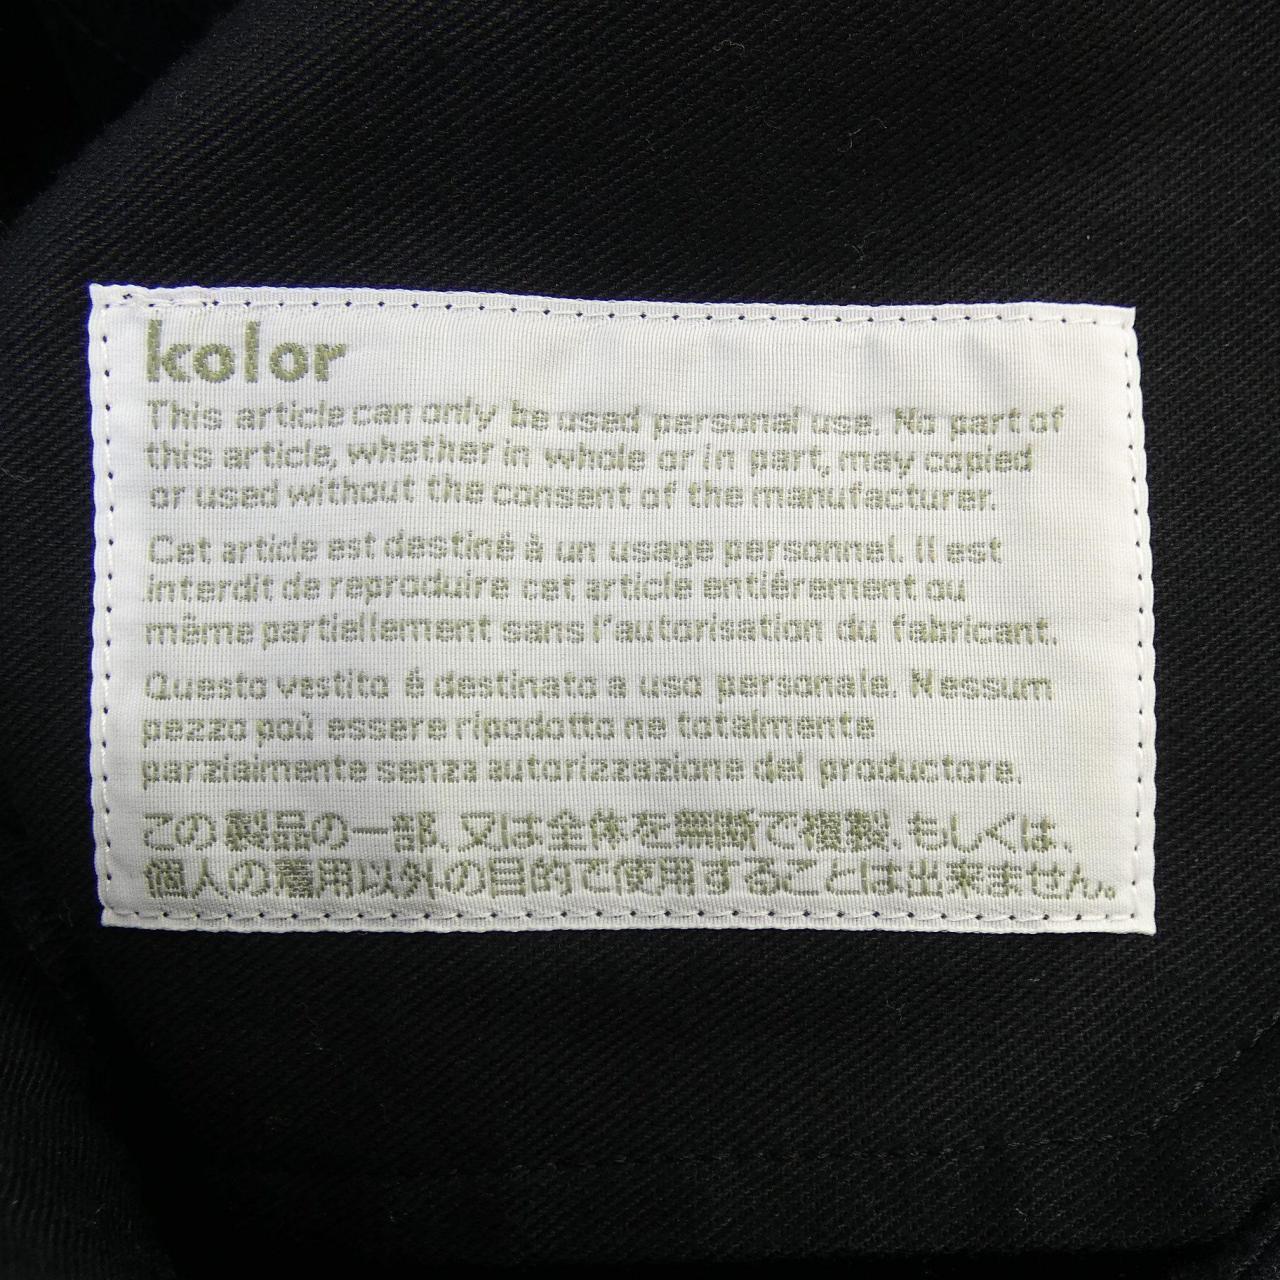 kolor
This article can only be used personal use. No part of
this article, whether in whole or in part, may copied
or used without the consent of the manufacturer.
Cet article est destiné à un usage personnel. Il est
interdit de reproduire cet article entiérement ou
même partiellement sans l'autorisation du fabricant.
Questo vestito é destinato a uso personale. Nessum
pezzo poù essere ripodotto ne totalmente
parzialmente senza autorizzazione del productore.
この製品の一部、又は全体を無断で複製、もしくは、
個人の着用以外の目的で使用することは出来ません。